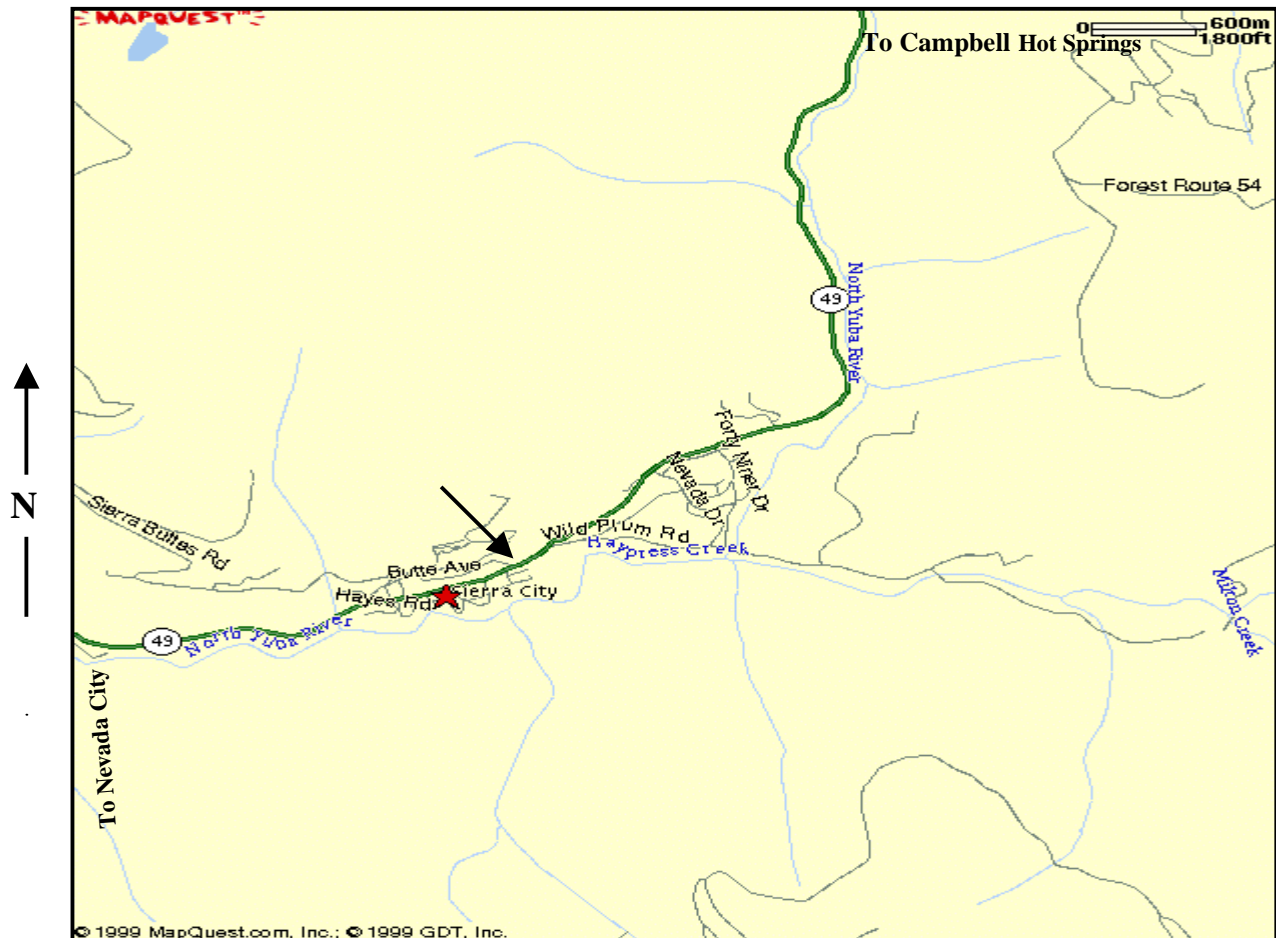 MAPQUEST™
0 600m
1800ft
To Campbell Hot Springs
Forest Route 54
49
North Yuba River
Forty Niner Dr
Nevada Dr
N
Sierra Buttes Rd
Wild Plum Rd
Haypress Creek
Butte Ave
Sierra City
Hayes Rd
Milton Creek
49
North Yuba River
To Nevada City
© 1999 MapQuest.com, Inc.; © 1999 GDT, Inc.